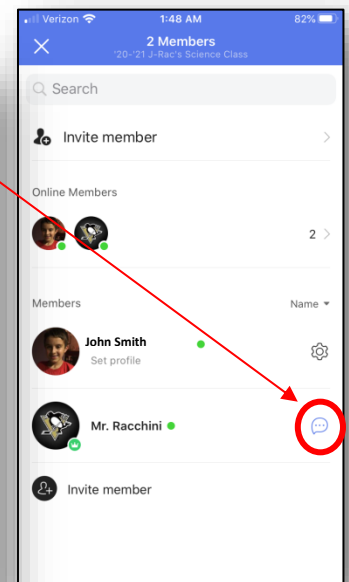 Verizon 1:48 AM 82%
2 Members
'20-'21 J-Rac's Science Class
Search
Invite member
Online Members
2
Members Name
John Smith
Set profile
Mr. Racchini
Invite member